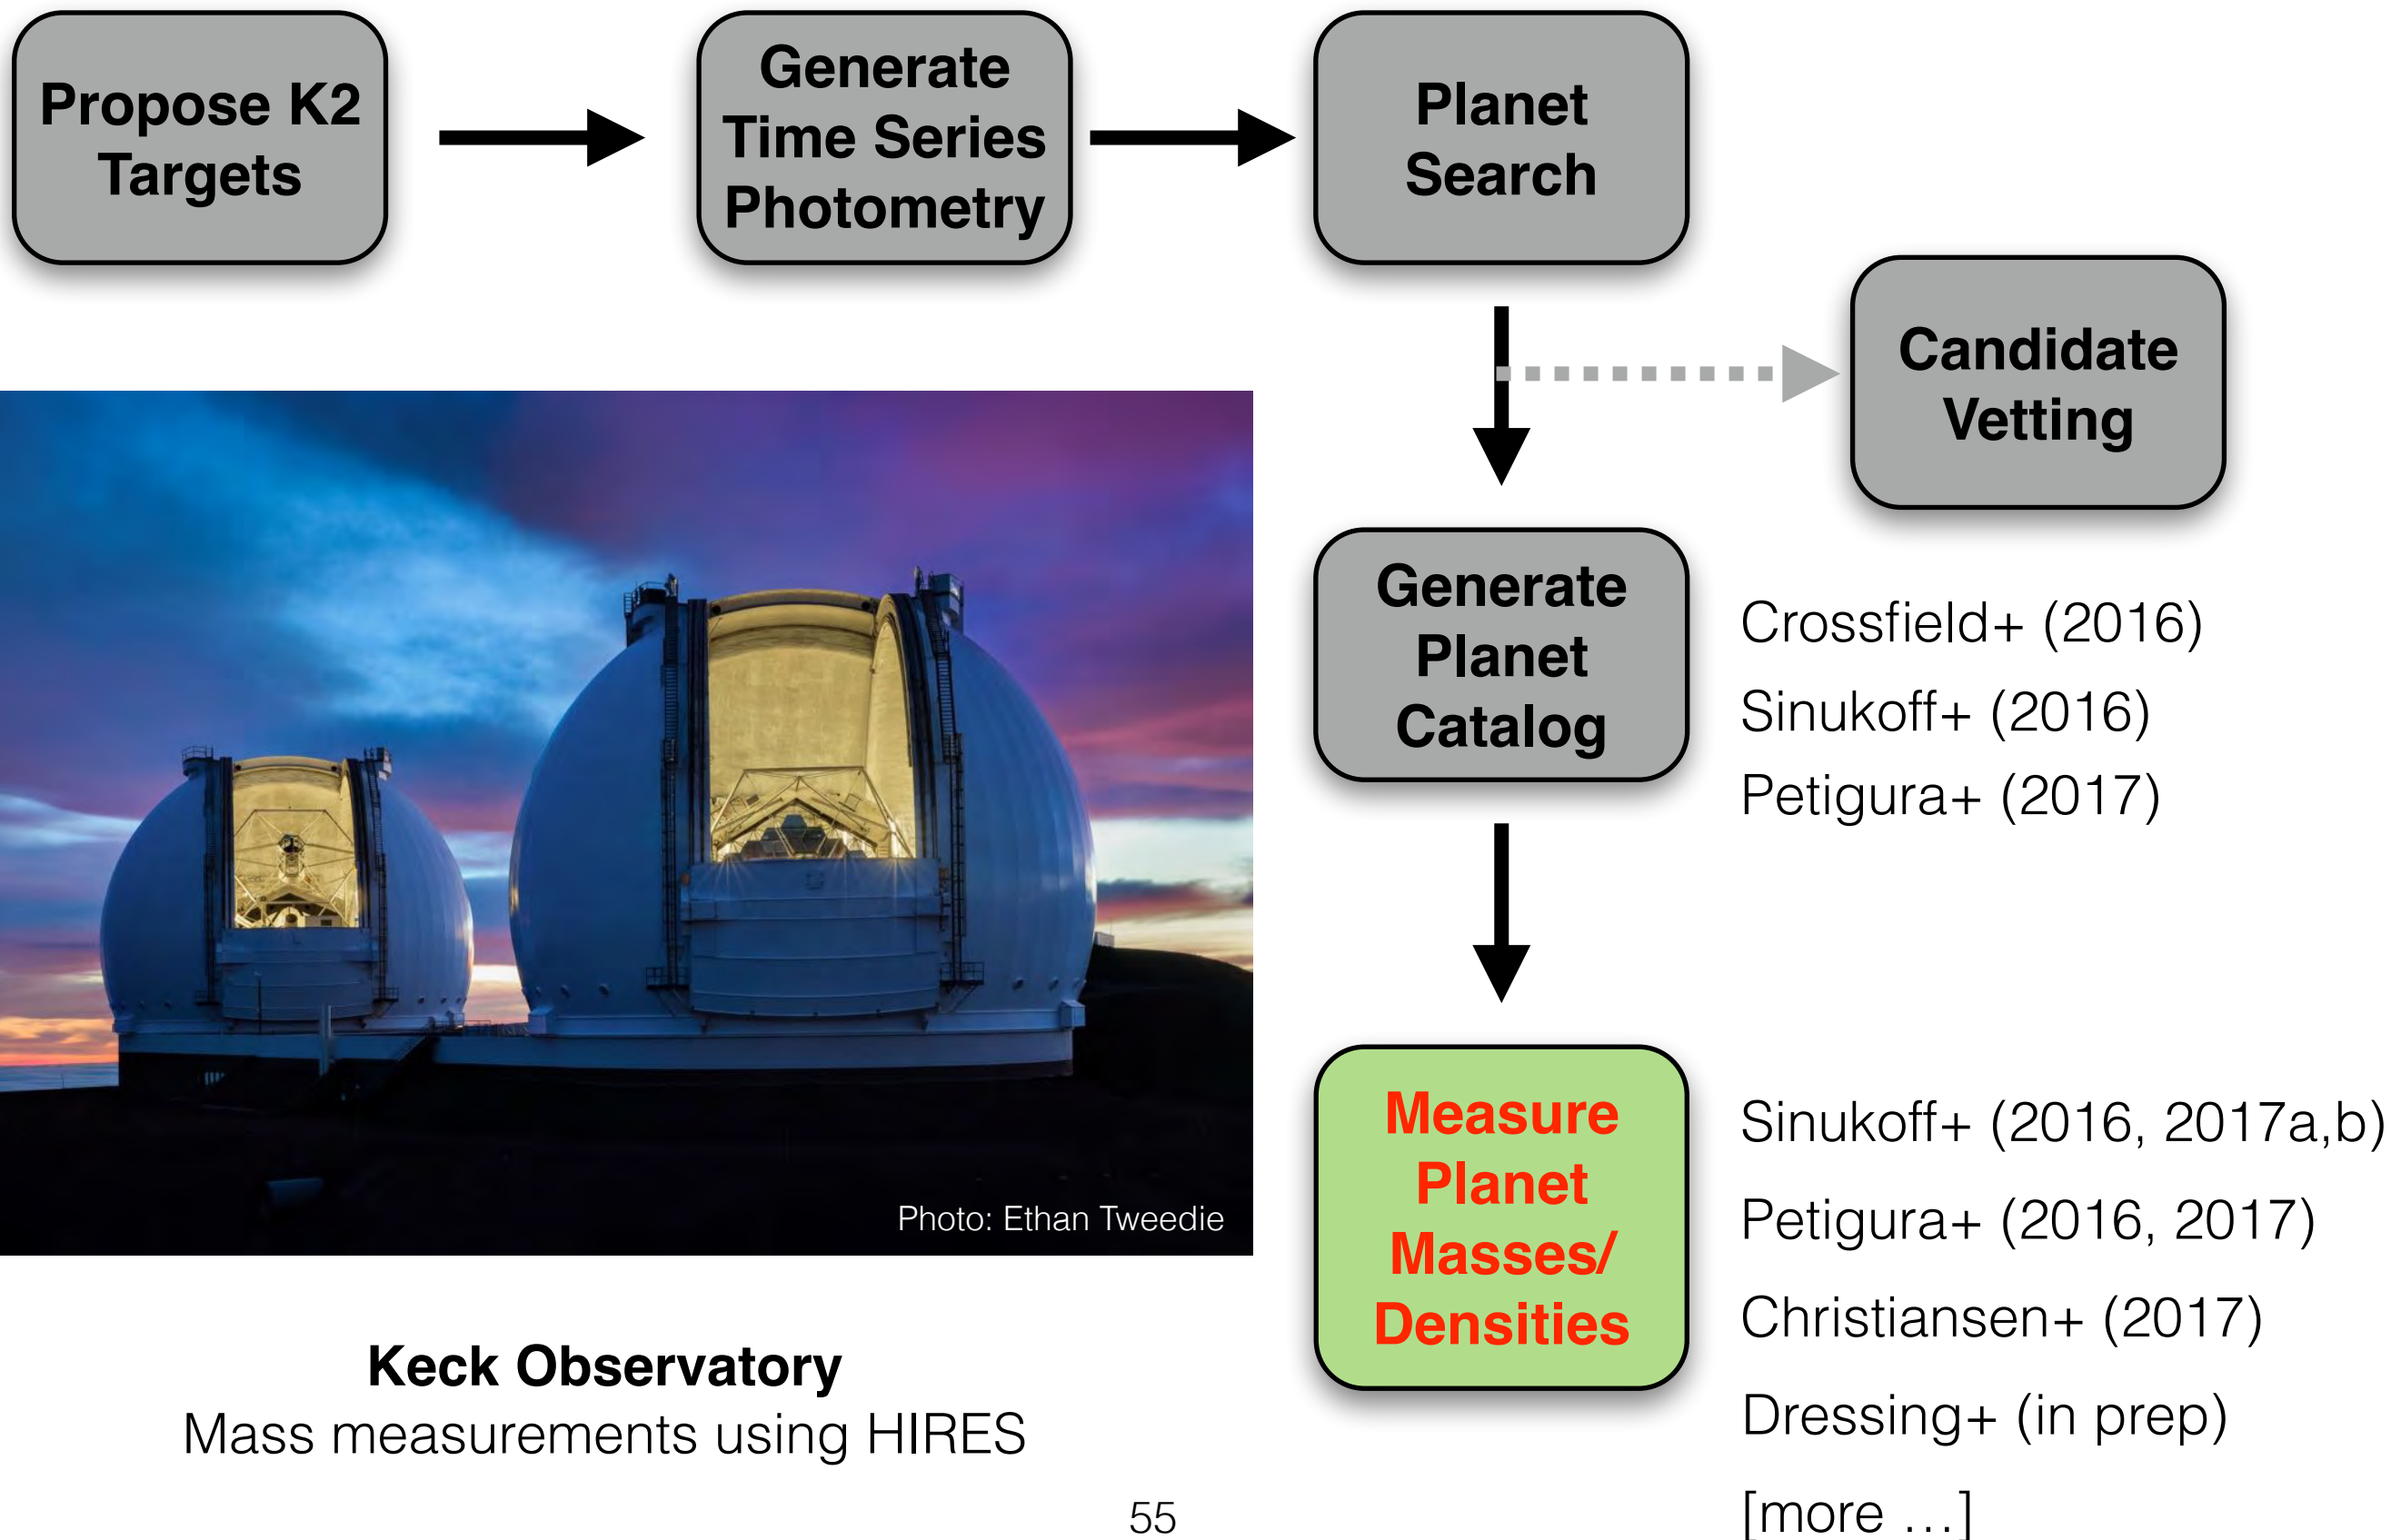 Propose K2
Targets
Generate
Time Series
Photometry
Planet
Search
Candidate
Vetting
Generate
Planet
Catalog
Crossfield+ (2016)
Sinukoff+ (2016)
Petigura+ (2017)
Photo: Ethan Tweedie
Keck Observatory
Mass measurements using HIRES
Measure
Planet
Masses/
Densities
Sinukoff+ (2016, 2017a,b)
Petigura+ (2016, 2017)
Christiansen+ (2017)
Dressing+ (in prep)
[more …]
55